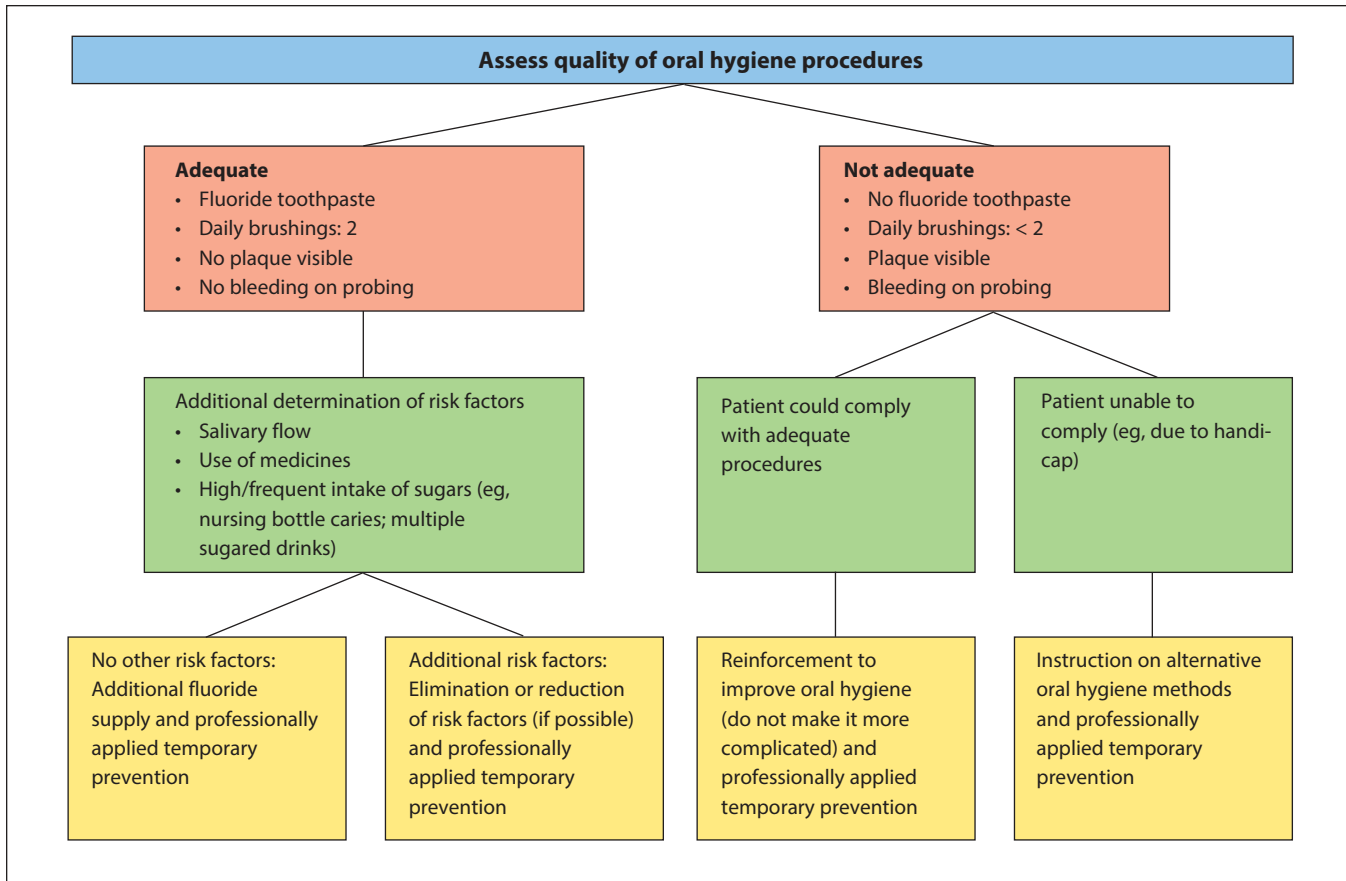 Assess quality of oral hygiene procedures
Adequate
• Fluoride toothpaste
• Daily brushings: 2
• No plaque visible
• No bleeding on probing
Not adequate
• No fluoride toothpaste
• Daily brushings: < 2
• Plaque visible
• Bleeding on probing
Additional determination of risk factors
• Salivary flow
• Use of medicines
• High/frequent intake of sugars (eg,
nursing bottle caries; multiple
sugared drinks)
Patient could comply
with adequate
procedures
Patient unable to
comply (eg, due to handi-
cap)
No other risk factors:
Additional fluoride
supply and professionally
applied temporary
prevention
Additional risk factors:
Elimination or reduction
of risk factors (if possible)
and professionally
applied temporary
prevention
Reinforcement to
improve oral hygiene
(do not make it more
complicated) and
professionally applied
temporary prevention
Instruction on alternative
oral hygiene methods
and professionally
applied temporary
prevention